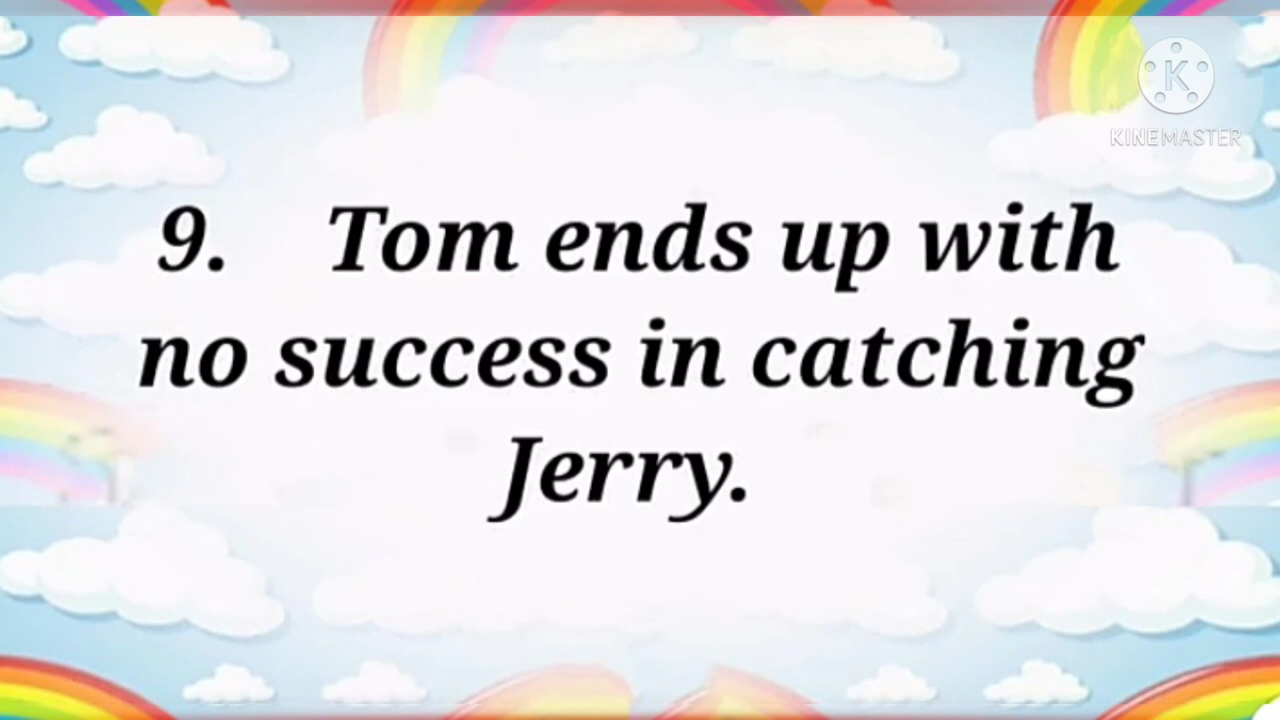 KINEMASTER
9. Tom ends up with
no success in catching
Jerry.